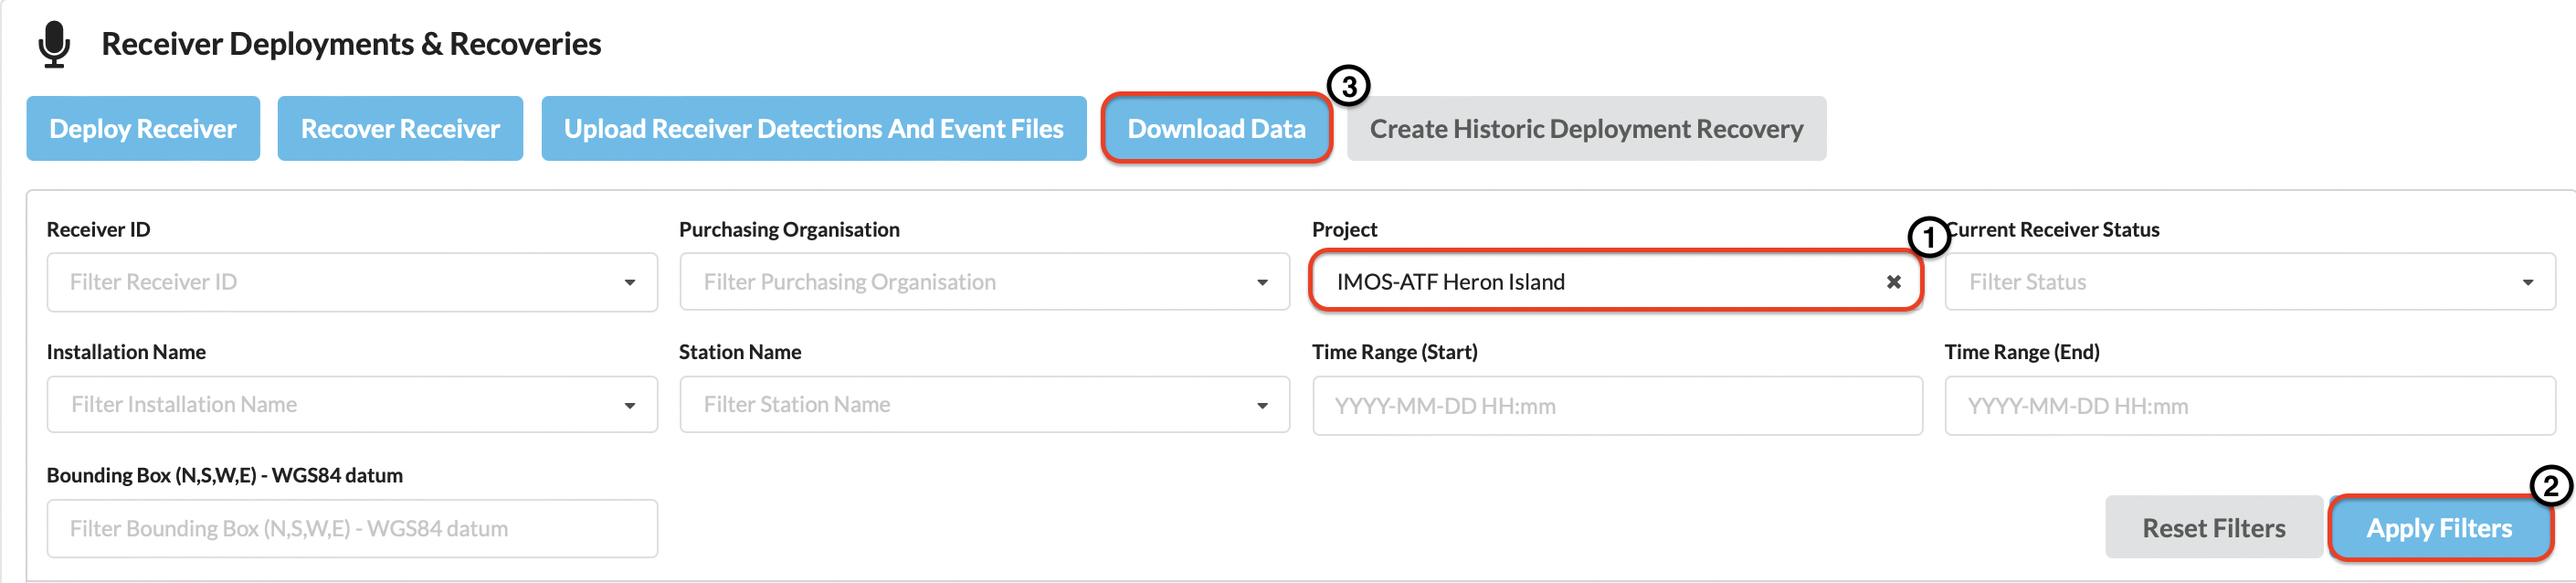 Receiver Deployments & Recoveries
3
Deploy Receiver
Recover Receiver
Upload Receiver Detections And Event Files
Download Data
Create Historic Deployment Recovery
Receiver ID
Purchasing Organisation
Project
1
Current Receiver Status
Filter Receiver ID
Filter Purchasing Organisation
IMOS-ATF Heron Island
Filter Status
Installation Name
Station Name
Time Range (Start)
Time Range (End)
Filter Installation Name
Filter Station Name
YYYY-MM-DD HH:mm
YYYY-MM-DD HH:mm
Bounding Box (N,S,W,E) - WGS84 datum
2
Filter Bounding Box (N,S,W,E) - WGS84 datum
Reset Filters
Apply Filters